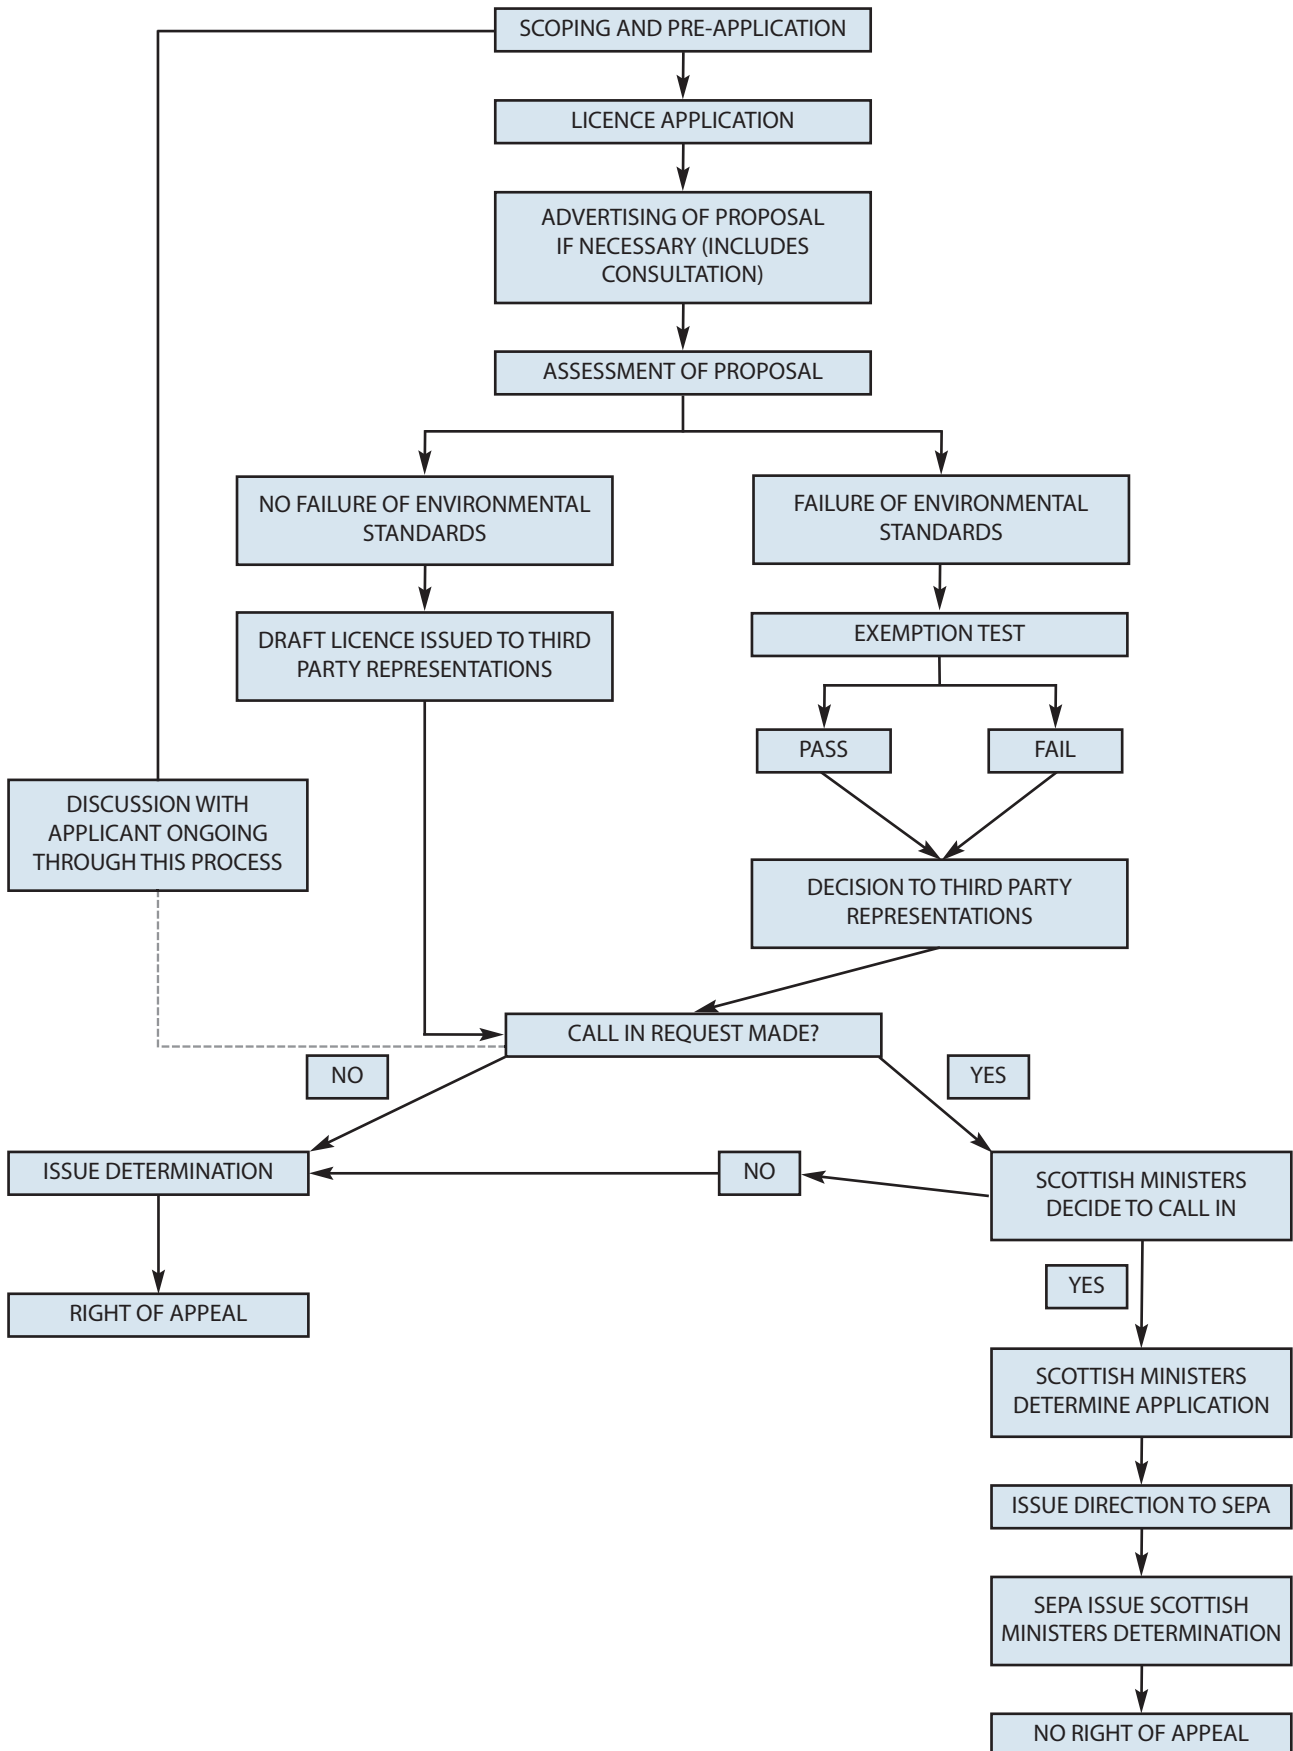 SCOPING AND PRE-APPLICATION
LICENCE APPLICATION
ADVERTISING OF PROPOSAL
IF NECESSARY (INCLUDES
CONSULTATION)
ASSESSMENT OF PROPOSAL
NO FAILURE OF ENVIRONMENTAL
STANDARDS
FAILURE OF ENVIRONMENTAL
STANDARDS
DRAFT LICENCE ISSUED TO THIRD
PARTY REPRESENTATIONS
EXEMPTION TEST
PASS
FAIL
DISCUSSION WITH
APPLICANT ONGOING
THROUGH THIS PROCESS
DECISION TO THIRD PARTY
REPRESENTATIONS
CALL IN REQUEST MADE?
NO
YES
ISSUE DETERMINATION
NO
SCOTTISH MINISTERS
DECIDE TO CALL IN
YES
RIGHT OF APPEAL
SCOTTISH MINISTERS
DETERMINE APPLICATION
ISSUE DIRECTION TO SEPA
SEPA ISSUE SCOTTISH
MINISTERS DETERMINATION
NO RIGHT OF APPEAL